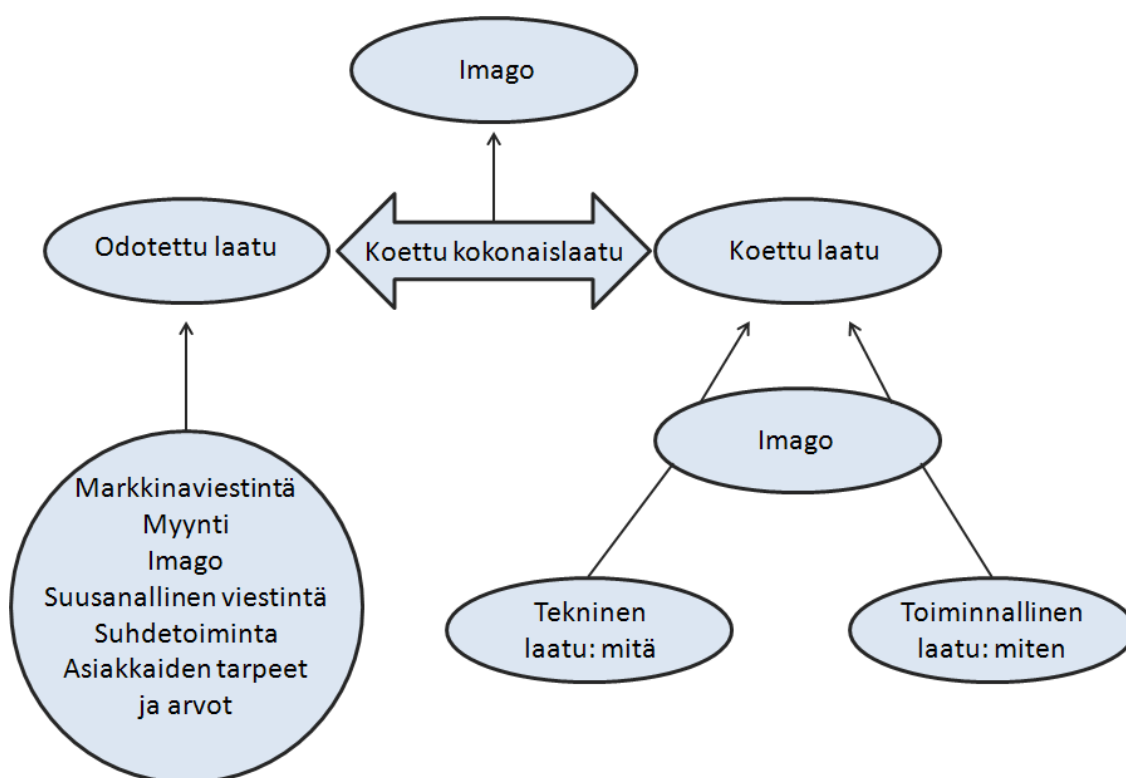 Imago
Odotettu laatu
Koettu kokonaislaatu
Koettu laatu
Markkinaviestintä
Myynti
Imago
Suusanallinen viestintä
Suhdetoiminta
Asiakkaiden tarpeet
ja arvot
Imago
Tekninen
laatu: mitä
Toiminnallinen
laatu: miten